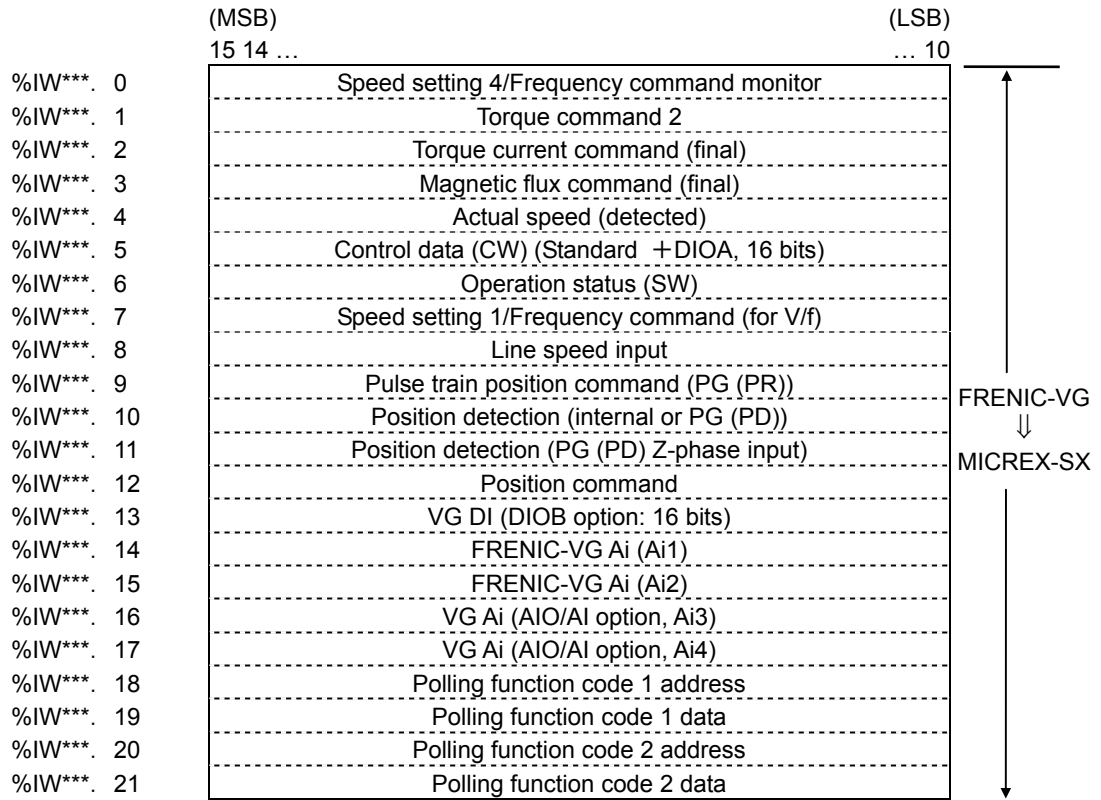 (MSB) (LSB)
15 14 … … 10
%IW***. 0 Speed setting 4/Frequency command monitor
%IW***. 1 Torque command 2
%IW***. 2 Torque current command (final)
%IW***. 3 Magnetic flux command (final)
%IW***. 4 Actual speed (detected)
%IW***. 5 Control data (CW) (Standard +DIOA, 16 bits)
%IW***. 6 Operation status (SW)
%IW***. 7 Speed setting 1/Frequency command (for V/f)
%IW***. 8 Line speed input
%IW***. 9 Pulse train position command (PG (PR))
%IW***. 10 Position detection (internal or PG (PD))
%IW***. 11 Position detection (PG (PD) Z-phase input)
%IW***. 12 Position command
%IW***. 13 VG DI (DIOB option: 16 bits)
%IW***. 14 FRENIC-VG Ai (Ai1)
%IW***. 15 FRENIC-VG Ai (Ai2)
%IW***. 16 VG Ai (AIO/AI option, Ai3)
%IW***. 17 VG Ai (AIO/AI option, Ai4)
%IW***. 18 Polling function code 1 address
%IW***. 19 Polling function code 1 data
%IW***. 20 Polling function code 2 address
%IW***. 21 Polling function code 2 data
FRENIC-VG
⇓
MICREX-SX